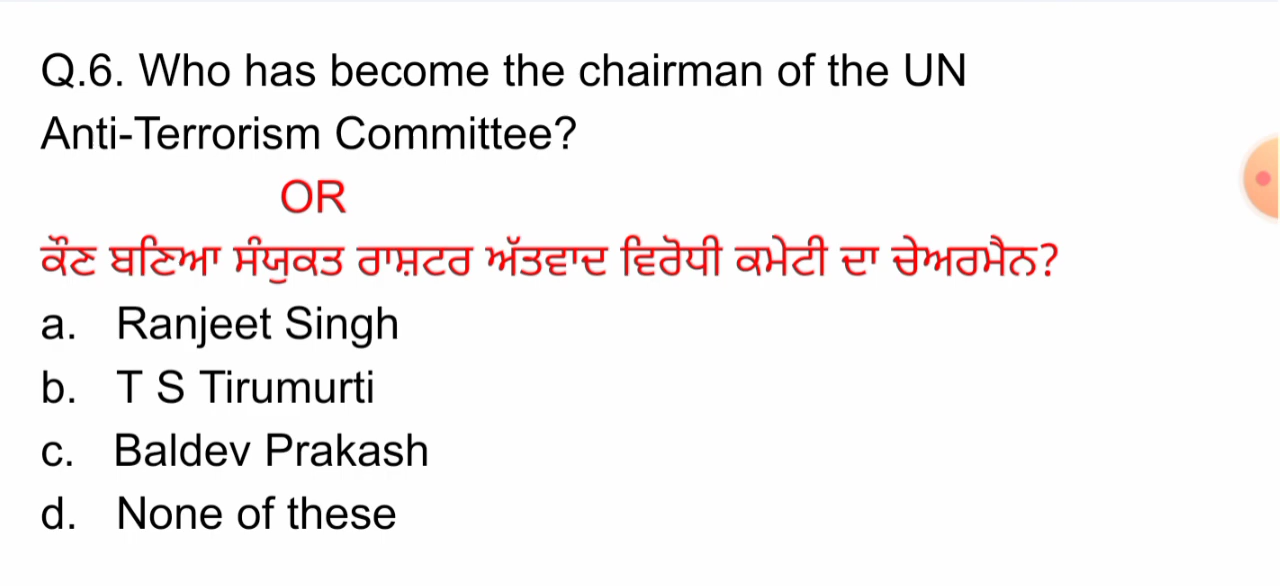 Q.6. Who has become the chairman of the UN
Anti-Terrorism Committee?
OR
ਕੌਣ ਬਣਿਆ ਸੰਯੁਕਤ ਰਾਸ਼ਟਰ ਅੱਤਵਾਦ ਵਿਰੋਧੀ ਕਮੇਟੀ ਦਾ ਚੇਅਰਮੈਨ?
a. Ranjeet Singh
b. T S Tirumurti
c. Baldev Prakash
d. None of these